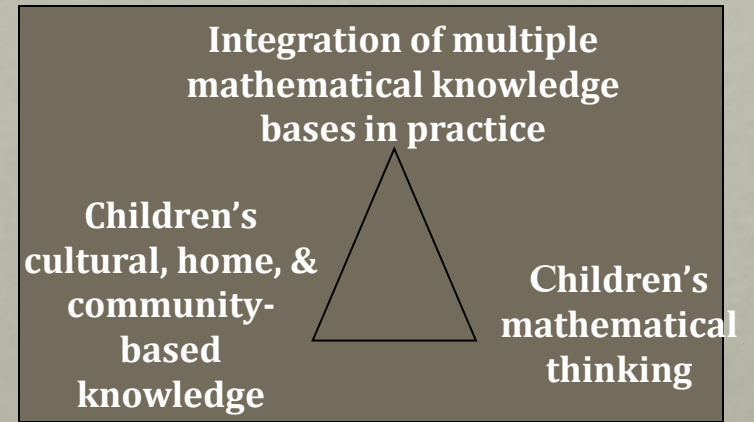 Integration of multiple
mathematical knowledge
bases in practice
Children’s
cultural, home, &
community-
based
knowledge
Children’s
mathematical
thinking